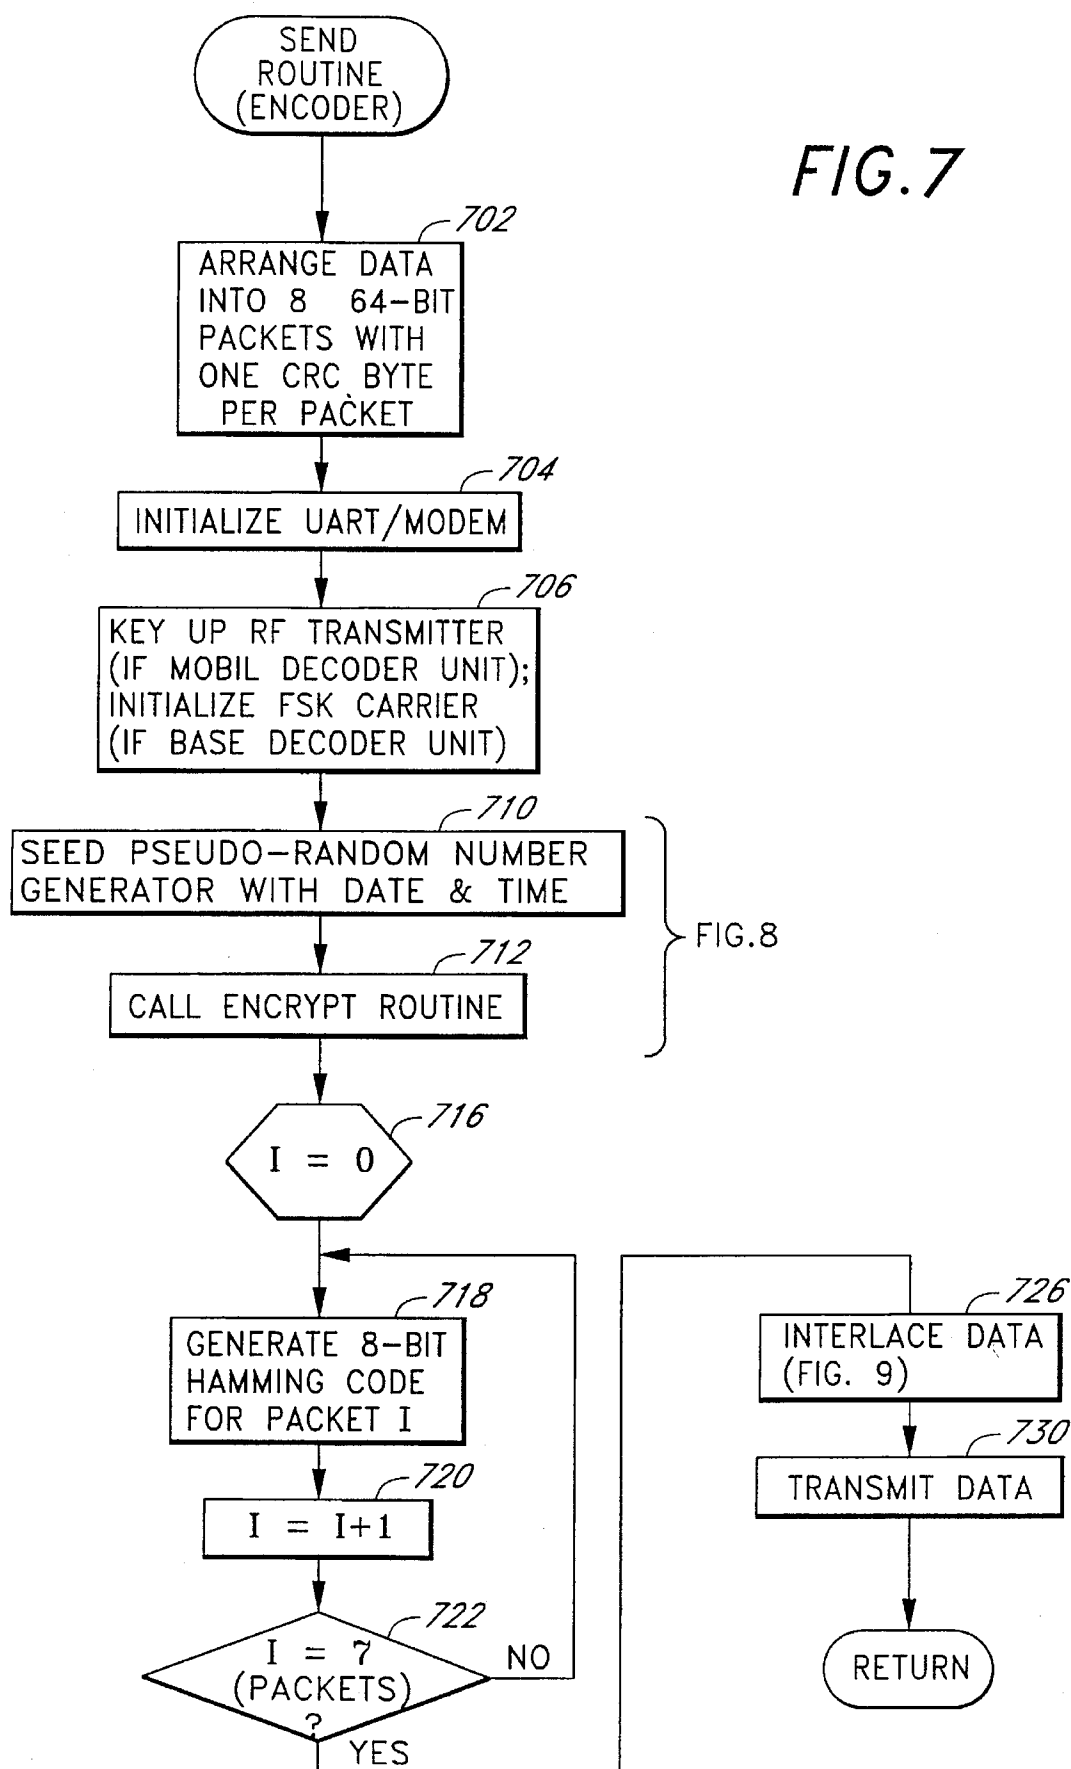 SEND
ROUTINE
(ENCODER)
FIG. 7
702
ARRANGE DATA
INTO 8 64-BIT
PACKETS WITH
ONE CRC BYTE
PER PACKET
704
INITIALIZE UART/MODEM
706
KEY UP RF TRANSMITTER
(IF MOBIL DECODER UNIT);
INITIALIZE FSK CARRIER
(IF BASE DECODER UNIT)
710
SEED PSEUDO-RANDOM NUMBER
GENERATOR WITH DATE & TIME
FIG.8
712
CALL ENCRYPT ROUTINE
716
I = 0
718
GENERATE 8-BIT
HAMMING CODE
FOR PACKET I
720
I = I+1
722
I = 7
(PACKETS)
?
NO
YES
726
INTERLACE DATA
(FIG. 9)
730
TRANSMIT DATA
RETURN